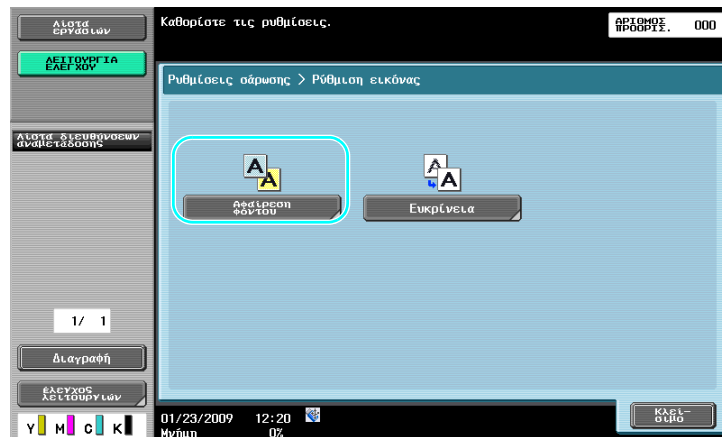 Λίστα
εργασιών
Καθορίστε τις ρυθμίσεις.
ΑΡΙΘΜΟΣ
ΠΡΟΟΡΙΣ.
000
ΛΕΙΤΟΥΡΓΙΑ
ΕΛΕΓΧΟΥ
Ρυθμίσεις σάρωσης > Ρύθμιση εικόνας
Λίστα διευθύνσεων
αναμετάδοσης
Αφαίρεση
φόντου
Ευκρίνεια
1/ 1
Διαγραφή
έλεγχος
λειτουργιών
Κλεί-
σιμο
01/23/2009 12:20
Μνήμη 0%
Y M C K